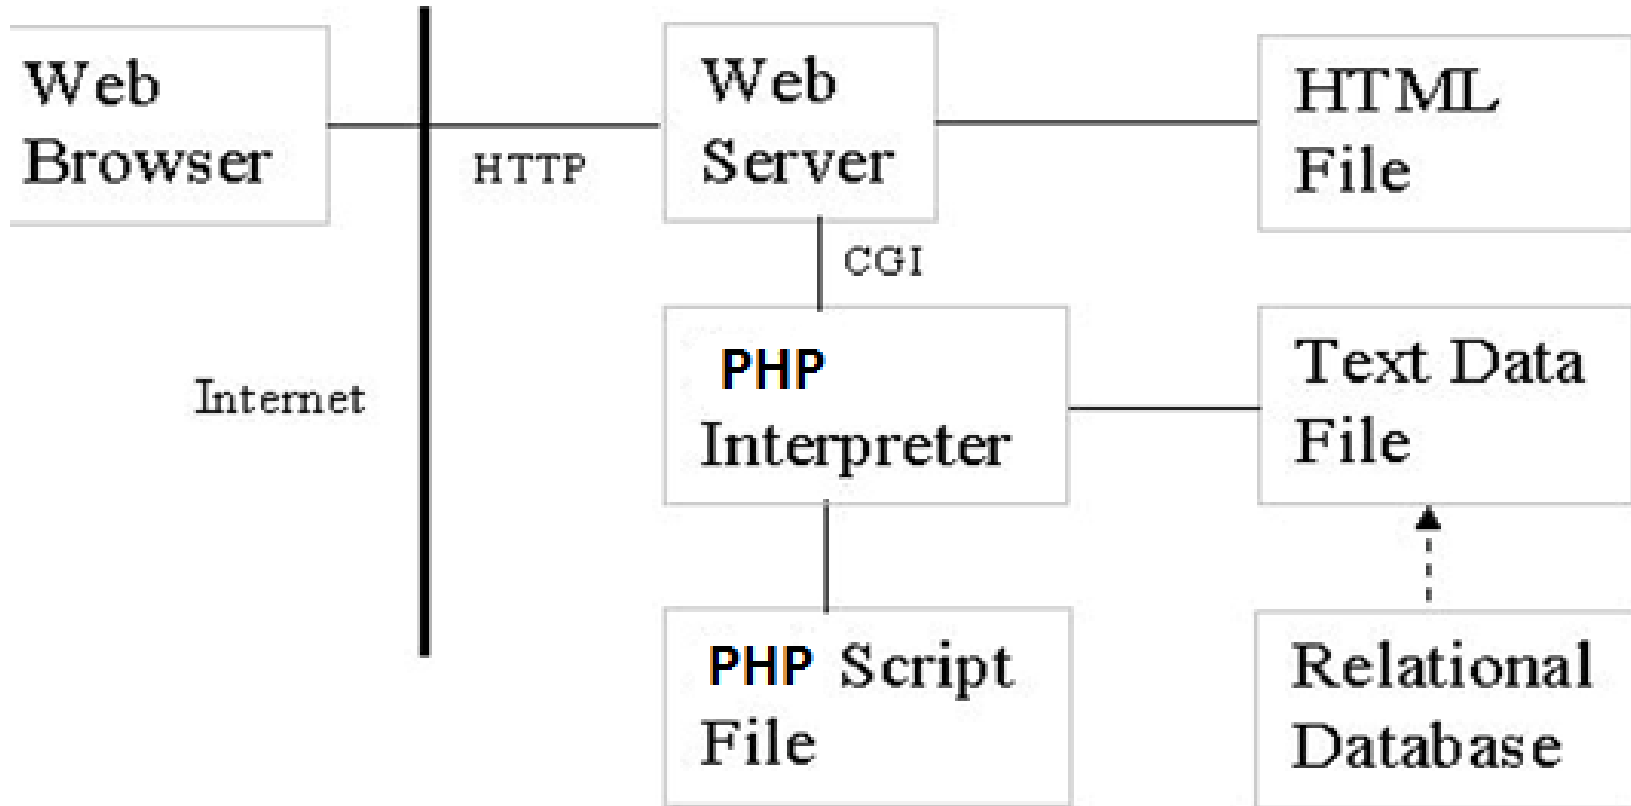 Web
Browser
HTTP
Web
Server
HTML
File
CGI
Internet
PHP
Interpreter
Text Data
File
PHP Script
File
Relational
Database